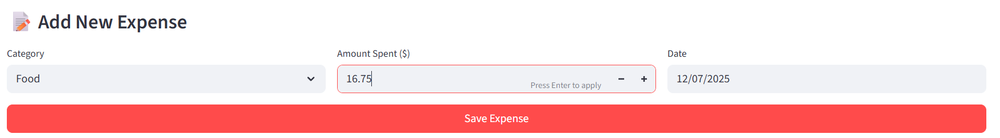 Add New Expense
Category
Amount Spent ($)
Date
Food
16.75
Press Enter to apply
12/07/2025
Save Expense